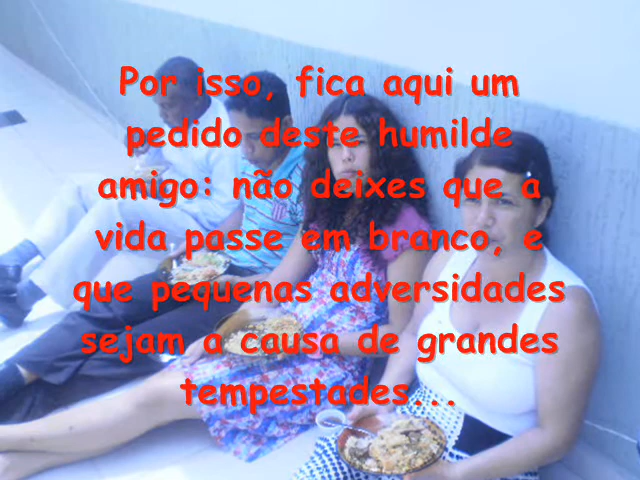 Por isso, fica aqui um
pedido deste humilde
amigo: não deixes que a
vida passe em branco, e
que pequenas adversidades
sejam a causa de grandes
tempestades...